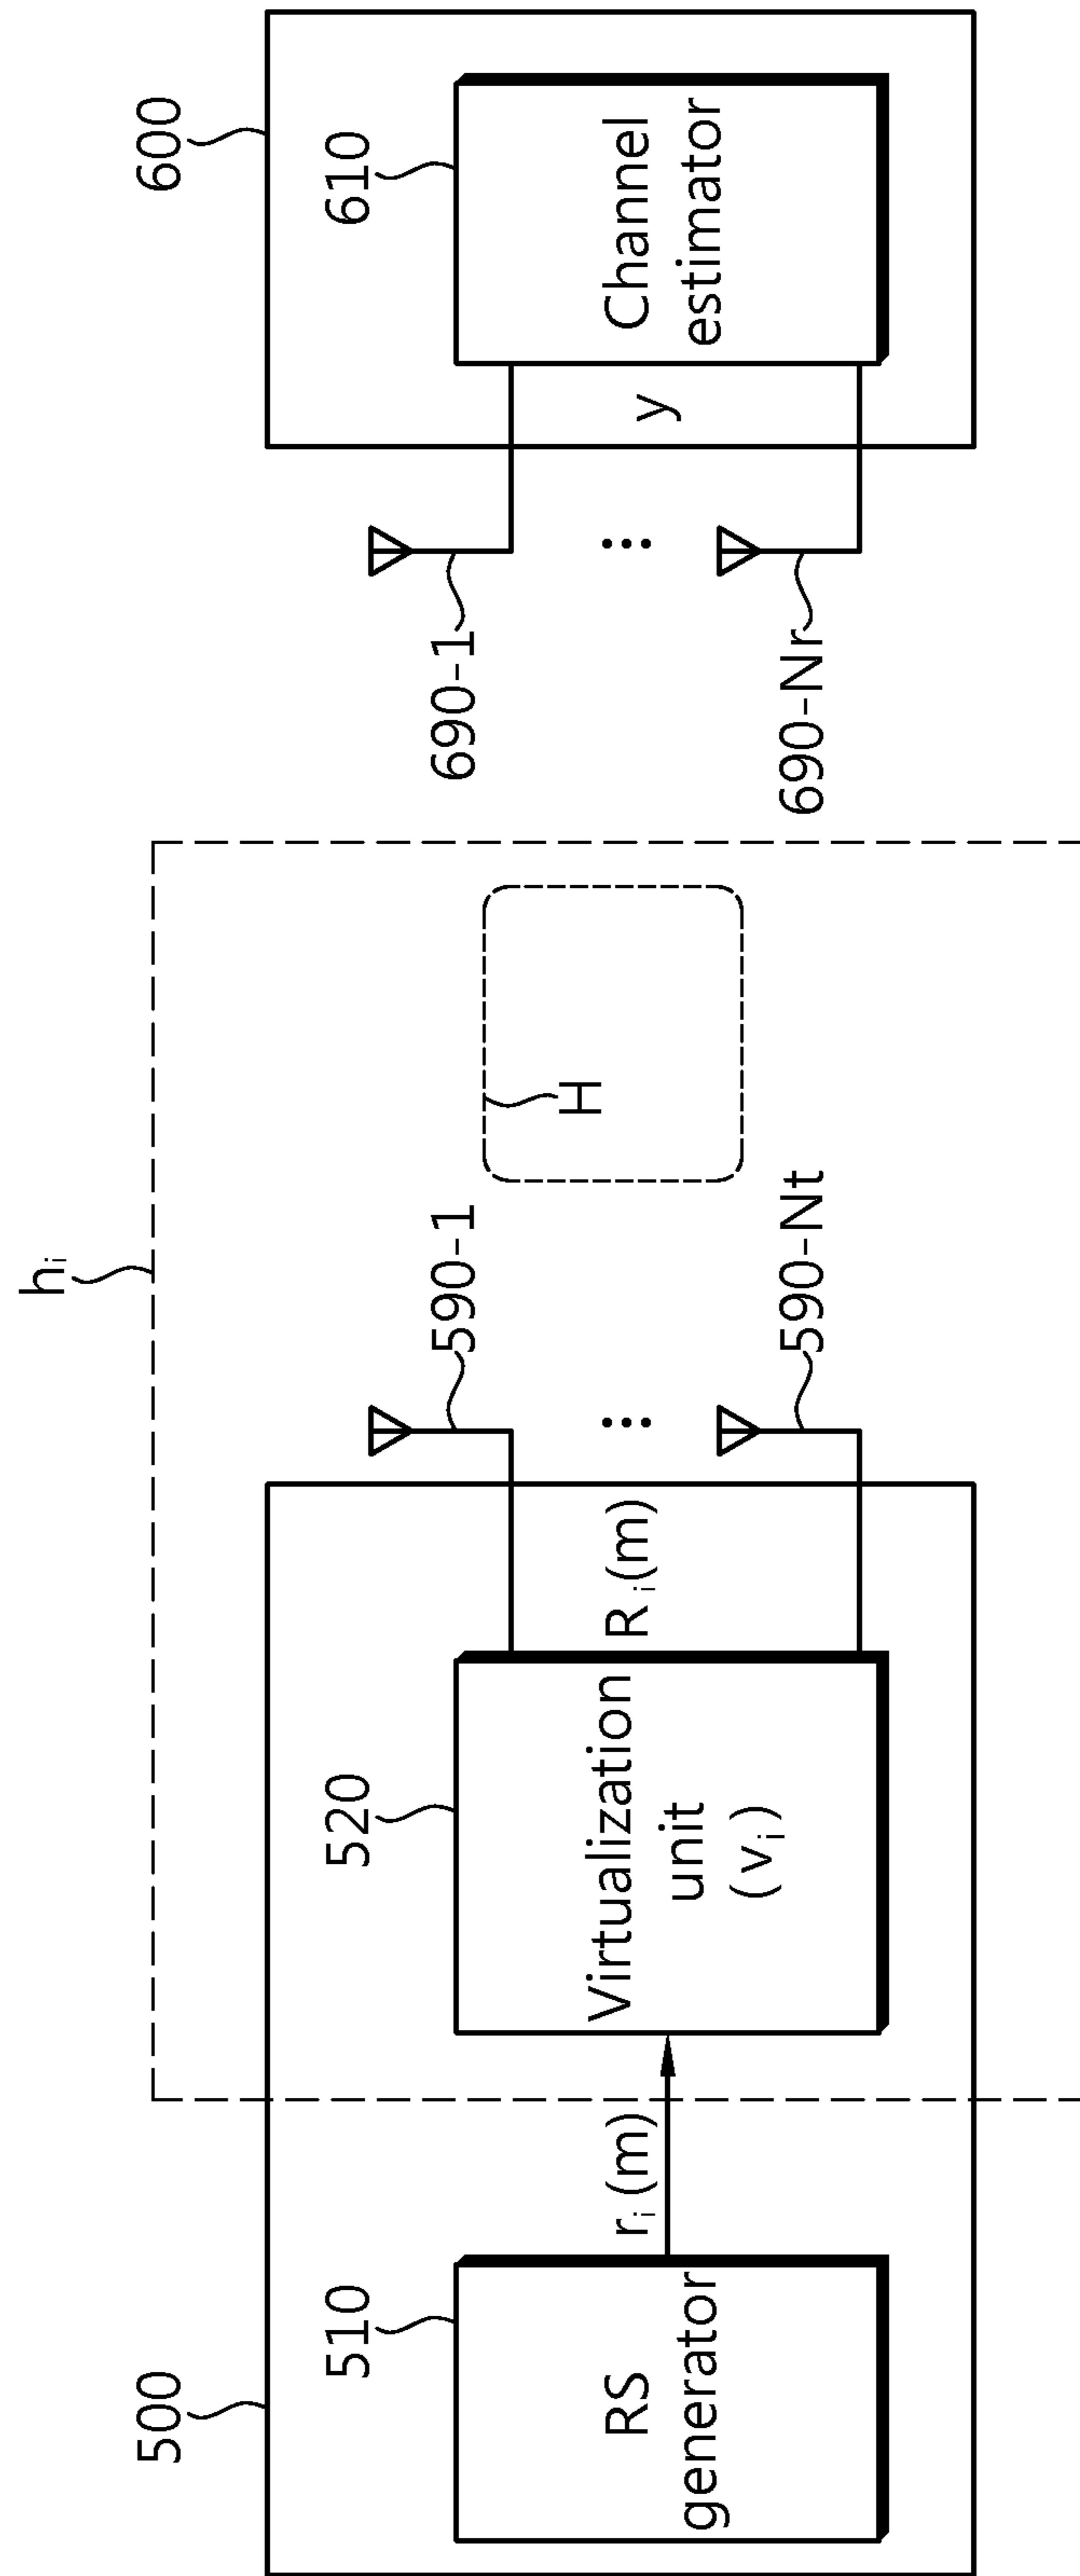 hi
500
600
510
520
610
RS
generator
ri(m)
Virtualization
unit
(vi)
Ri(m)
590-1
590-Nt
H
690-1
690-Nr
y
Channel
estimator